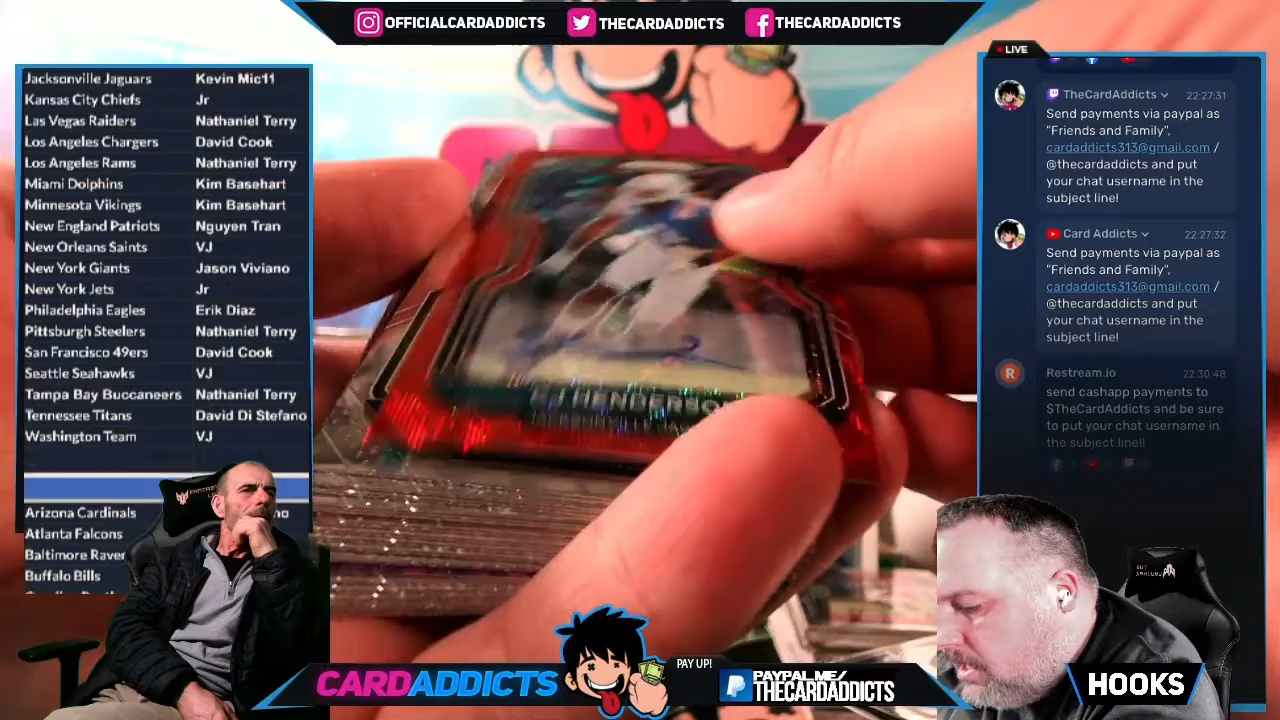 OFFICIALCARDADDICTS THECARDADDICTS THECARDADDICTS
Jacksonville Jaguars Kevin Mic11
Kansas City Chiefs Jr
Las Vegas Raiders Nathaniel Terry
Los Angeles Chargers David Cook
Los Angeles Rams Nathaniel Terry
Miami Dolphins Kim Basehart
Minnesota Vikings Kim Basehart
New England Patriots Nguyen Tran
New Orleans Saints VJ
New York Giants Jason Viviano
New York Jets Jr
Philadelphia Eagles Erik Diaz
Pittsburgh Steelers Nathaniel Terry
San Francisco 49ers David Cook
Seattle Seahawks VJ
Tampa Bay Buccaneers Nathaniel Terry
Tennessee Titans David Di Stefano
Washington Team VJ
Arizona Cardinals
Atlanta Falcons
Baltimore Raver
Buffalo Bills
LIVE
TheCardAddicts 22:27:31
Send payments via paypal as
"Friends and Family",
cardaddicts313@gmail.com /
@thecardaddicts and put
your chat username in the
subject line!
Card Addicts 22:27:32
Send payments via paypal as
"Friends and Family",
cardaddicts313@gmail.com /
@thecardaddicts and put
your chat username in the
subject line!
Restream.io 22:30:48
send cashapp payments to
$TheCardAddicts and be sure
to put your chat username in
the subject line!!
CARDADDICTS
PAY UP!
PAYPAL.ME/
THECARDADDICTS
HOOKS